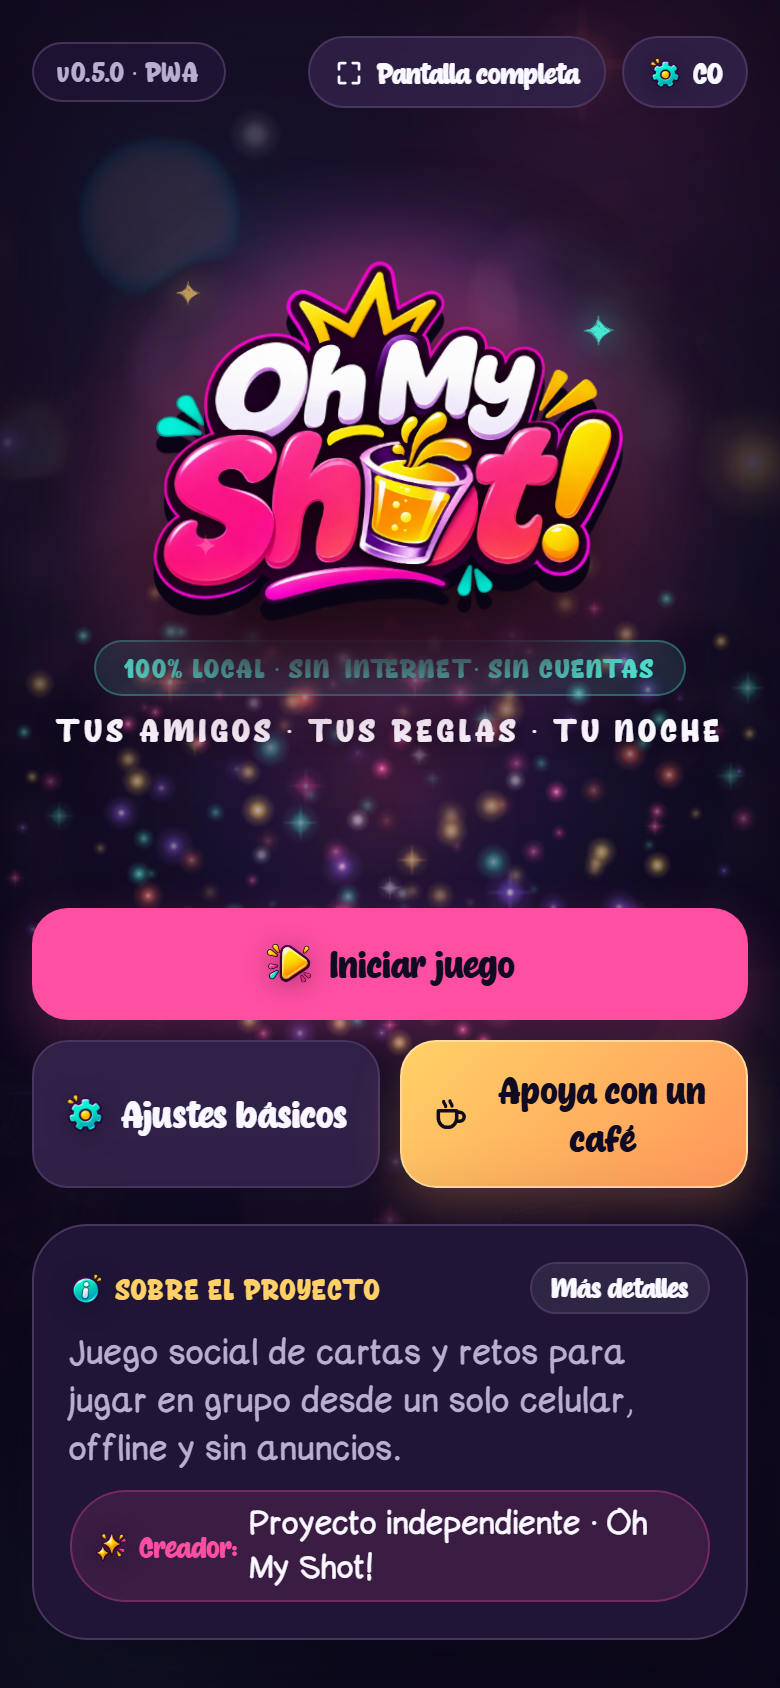 v0.5.0 · PWA
Pantalla completa
CO
Oh My
Shot!
100% LOCAL · SIN INTERNET · SIN CUENTAS
TUS AMIGOS · TUS REGLAS · TU NOCHE
Iniciar juego
Ajustes básicos
Apoya con un
café
SOBRE EL PROYECTO
Más detalles
Juego social de cartas y retos para
jugar en grupo desde un solo celular,
offline y sin anuncios.
Creador:
Proyecto independiente · Oh
My Shot!